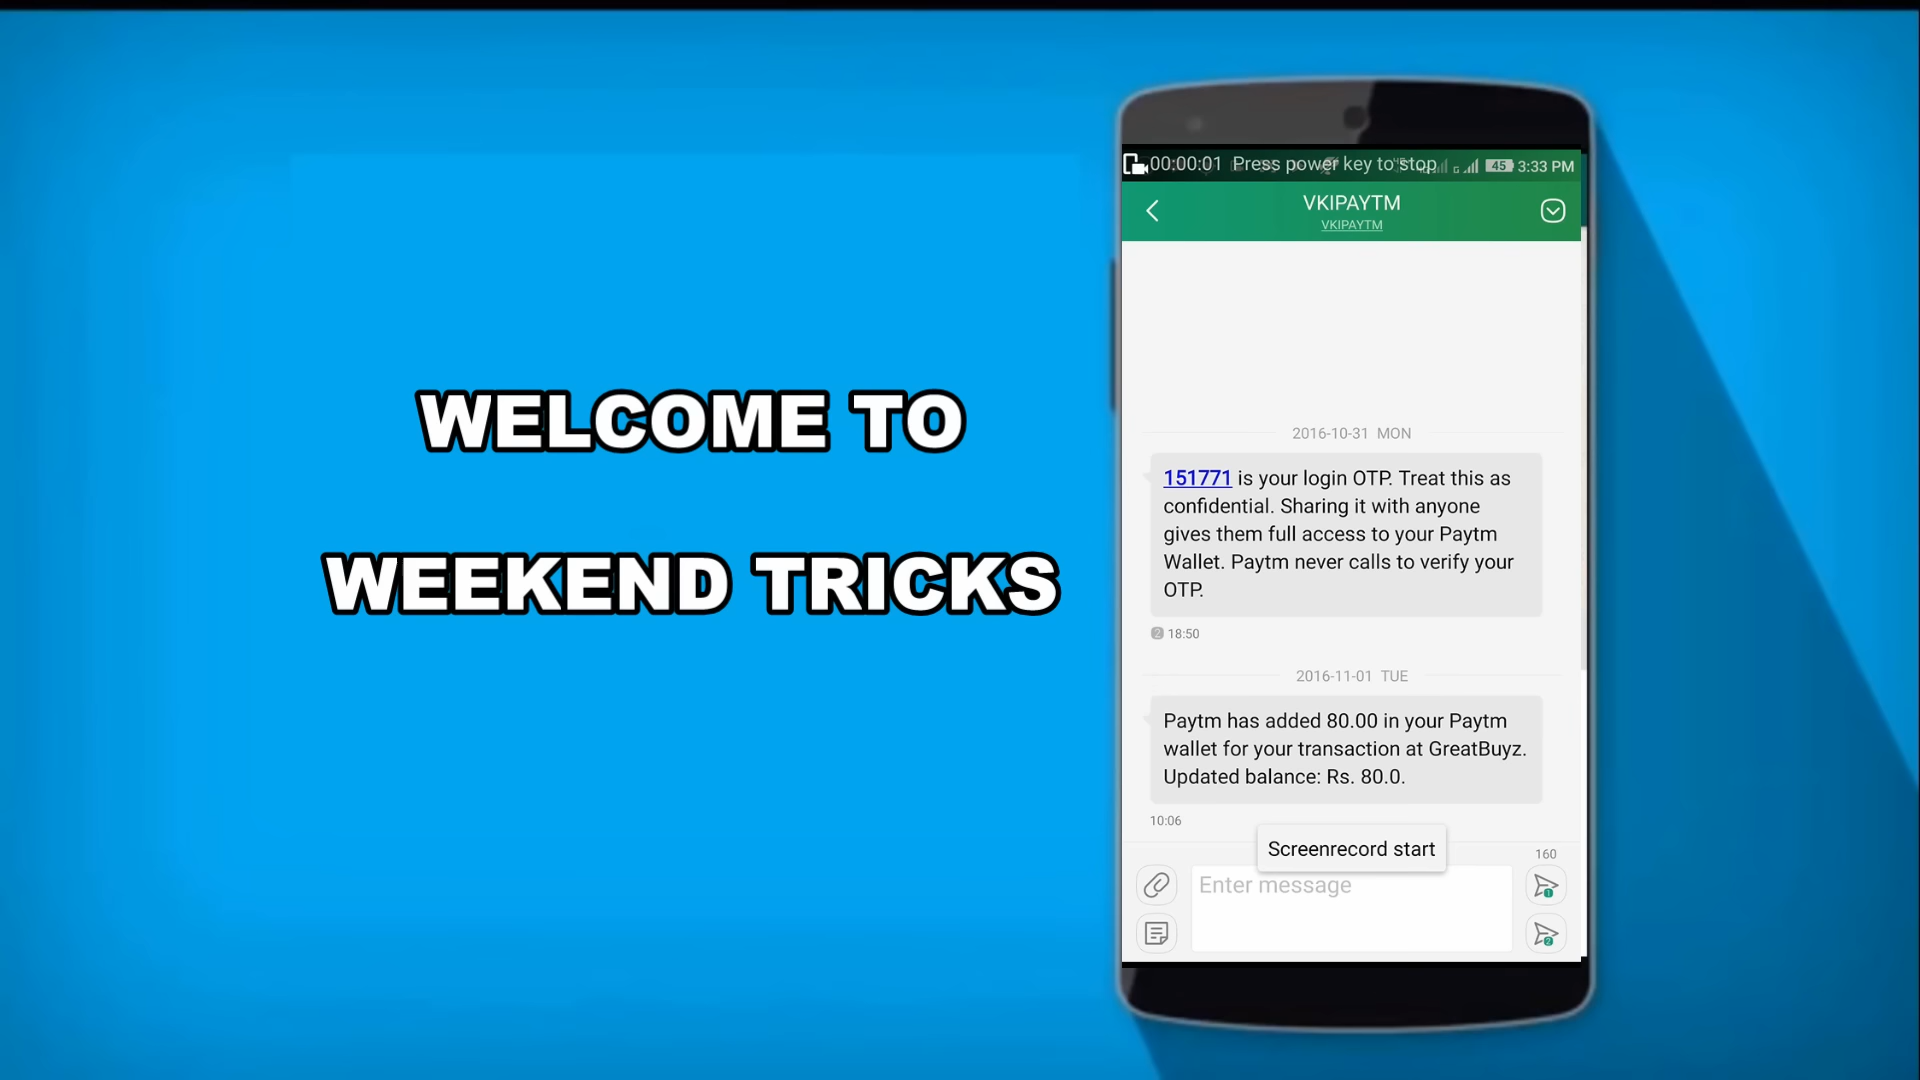 WELCOME TO
WEEKEND TRICKS
00:00:01 Press power key to stop 45 3:33 PM
VKIPAYTM
VKIPAYTM
2016-10-31 MON
151771 is your login OTP. Treat this as
confidential. Sharing it with anyone
gives them full access to your Paytm
Wallet. Paytm never calls to verify your
OTP.
2 18:50
2016-11-01 TUE
Paytm has added 80.00 in your Paytm
wallet for your transaction at GreatBuyz.
Updated balance: Rs. 80.0.
10:06
Screenrecord start
160
Enter message
1
2